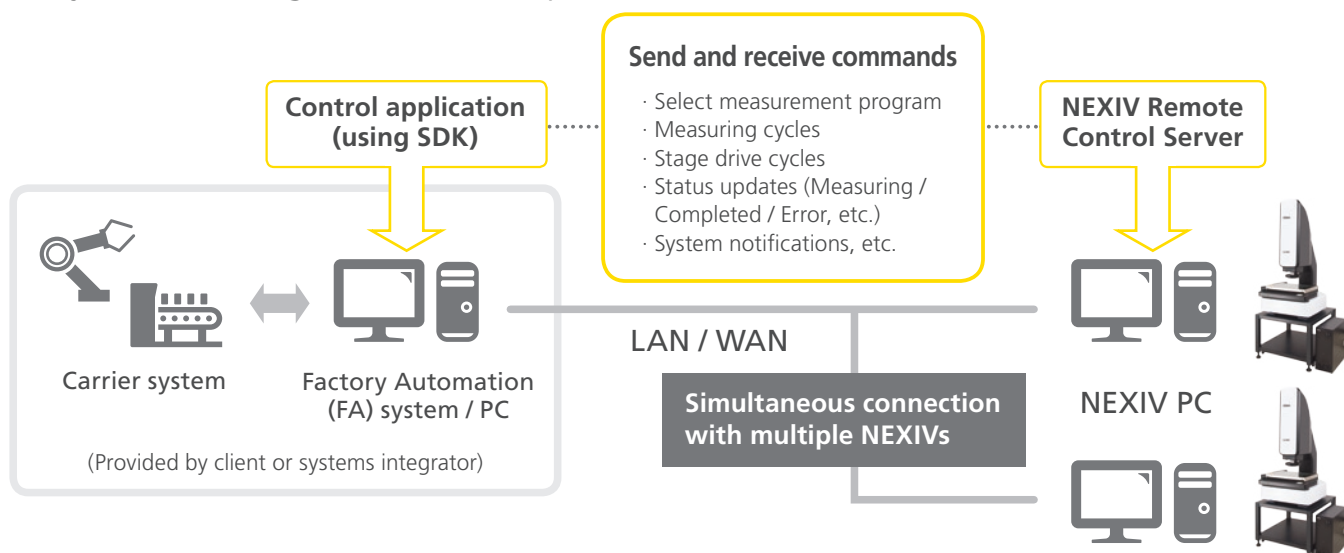 Send and receive commands
· Select measurement program
· Measuring cycles
· Stage drive cycles
· Status updates (Measuring /
Completed / Error, etc.)
· System notifications, etc.
Control application
(using SDK)
NEXIV Remote
Control Server
Carrier system
Factory Automation
(FA) system / PC
(Provided by client or systems integrator)
LAN / WAN
Simultaneous connection
with multiple NEXIVs
NEXIV PC